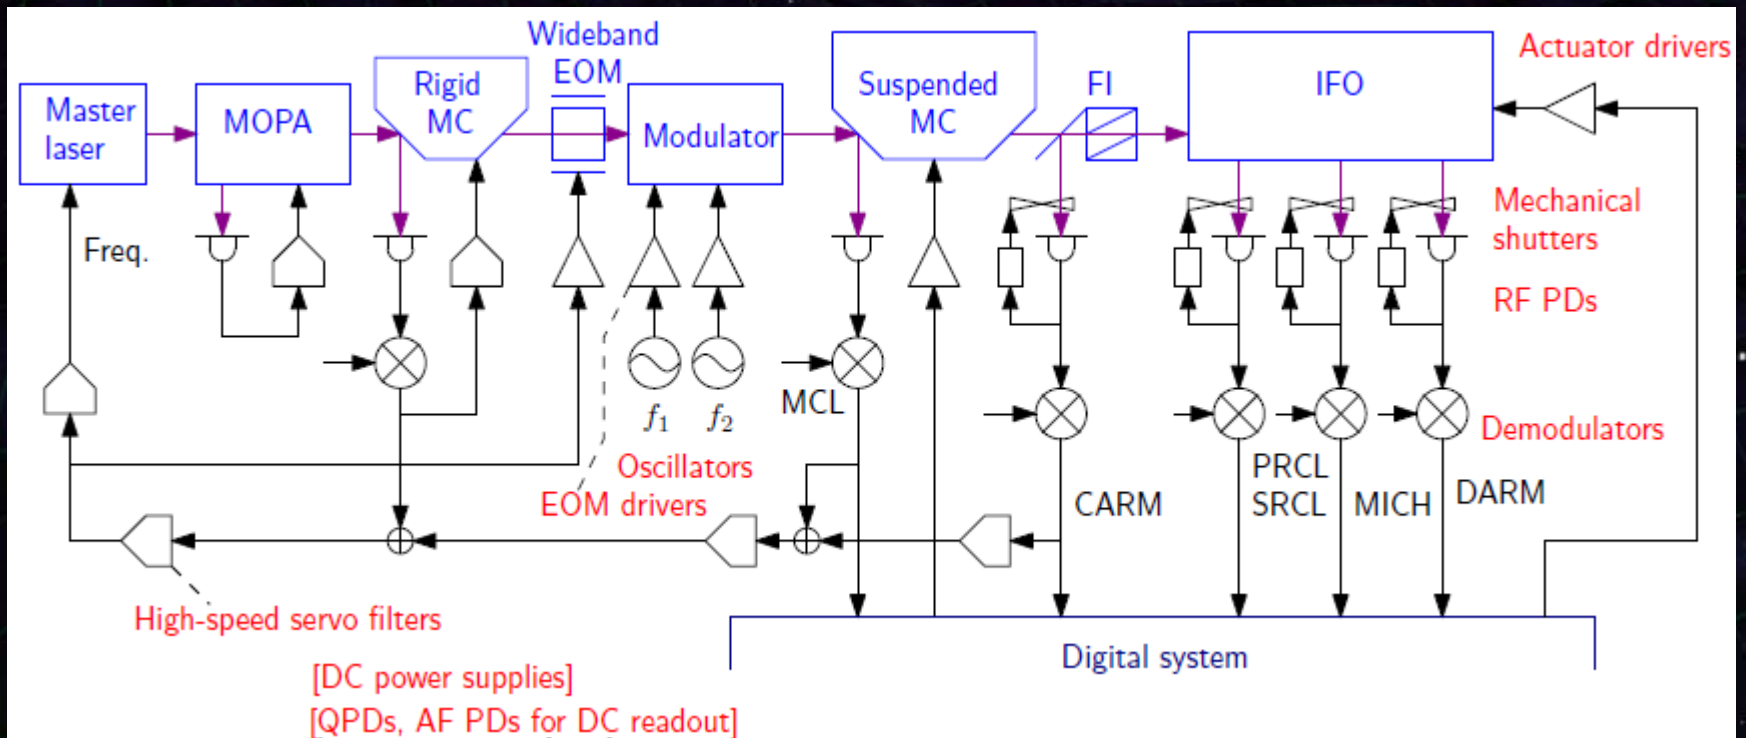 Wideband
EOM
Actuator drivers
Master
laser
MOPA
Rigid
MC
Modulator
Suspended
MC
FI
IFO
Freq.
Mechanical
shutters
RF PDs
f1
f2
MCL
Oscillators
EOM drivers
CARM
PRCL
SRCL
MICH
DARM
Demodulators
High-speed servo filters
Digital system
[DC power supplies]
[QPDs, AF PDs for DC readout]